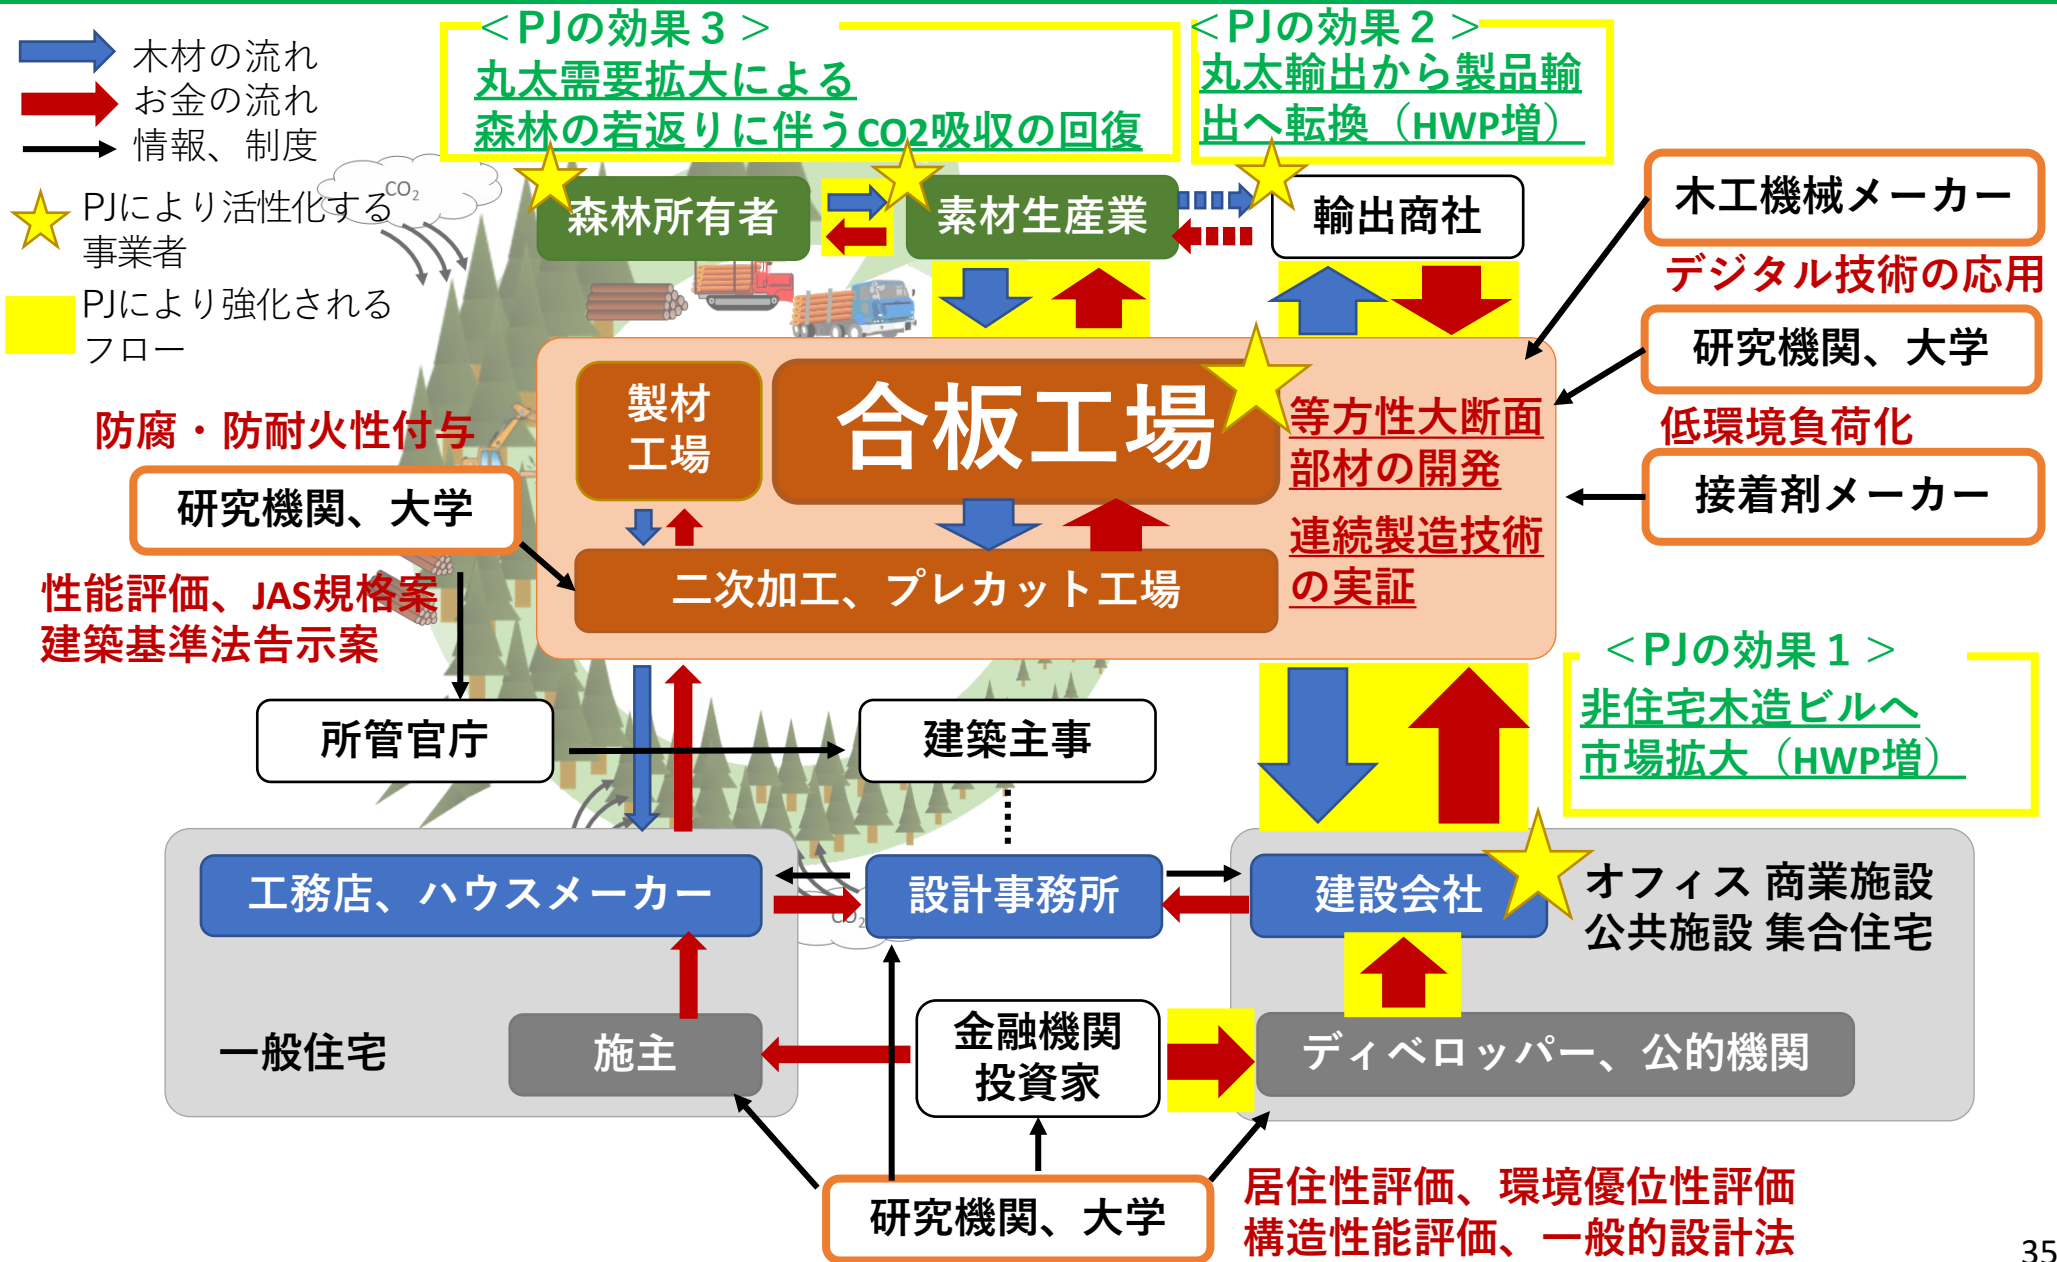 木材の流れ
お金の流れ
情報、制度
PJにより活性化する
事業者
PJにより強化される
フロー
＜PJの効果３＞
丸太需要拡大による
森林の若返りに伴うCO2吸収の回復
＜PJの効果２＞
丸太輸出から製品輸
出へ転換（HWP増）
CO2
森林所有者
素材生産業
輸出商社
木工機械メーカー
デジタル技術の応用
研究機関、大学
低環境負荷化
接着剤メーカー
製材
工場
合板工場
等方性大断面
部材の開発
連続製造技術
の実証
二次加工、プレカット工場
防腐・防耐火性付与
研究機関、大学
性能評価、JAS規格案
建築基準法告示案
所管官庁
建築主事
＜PJの効果１＞
非住宅木造ビルへ
市場拡大（HWP増）
工務店、ハウスメーカー
設計事務所
建設会社
オフィス 商業施設
公共施設 集合住宅
CO2
一般住宅
施主
金融機関
投資家
ディベロッパー、公的機関
研究機関、大学
居住性評価、環境優位性評価
構造性能評価、一般的設計法
35